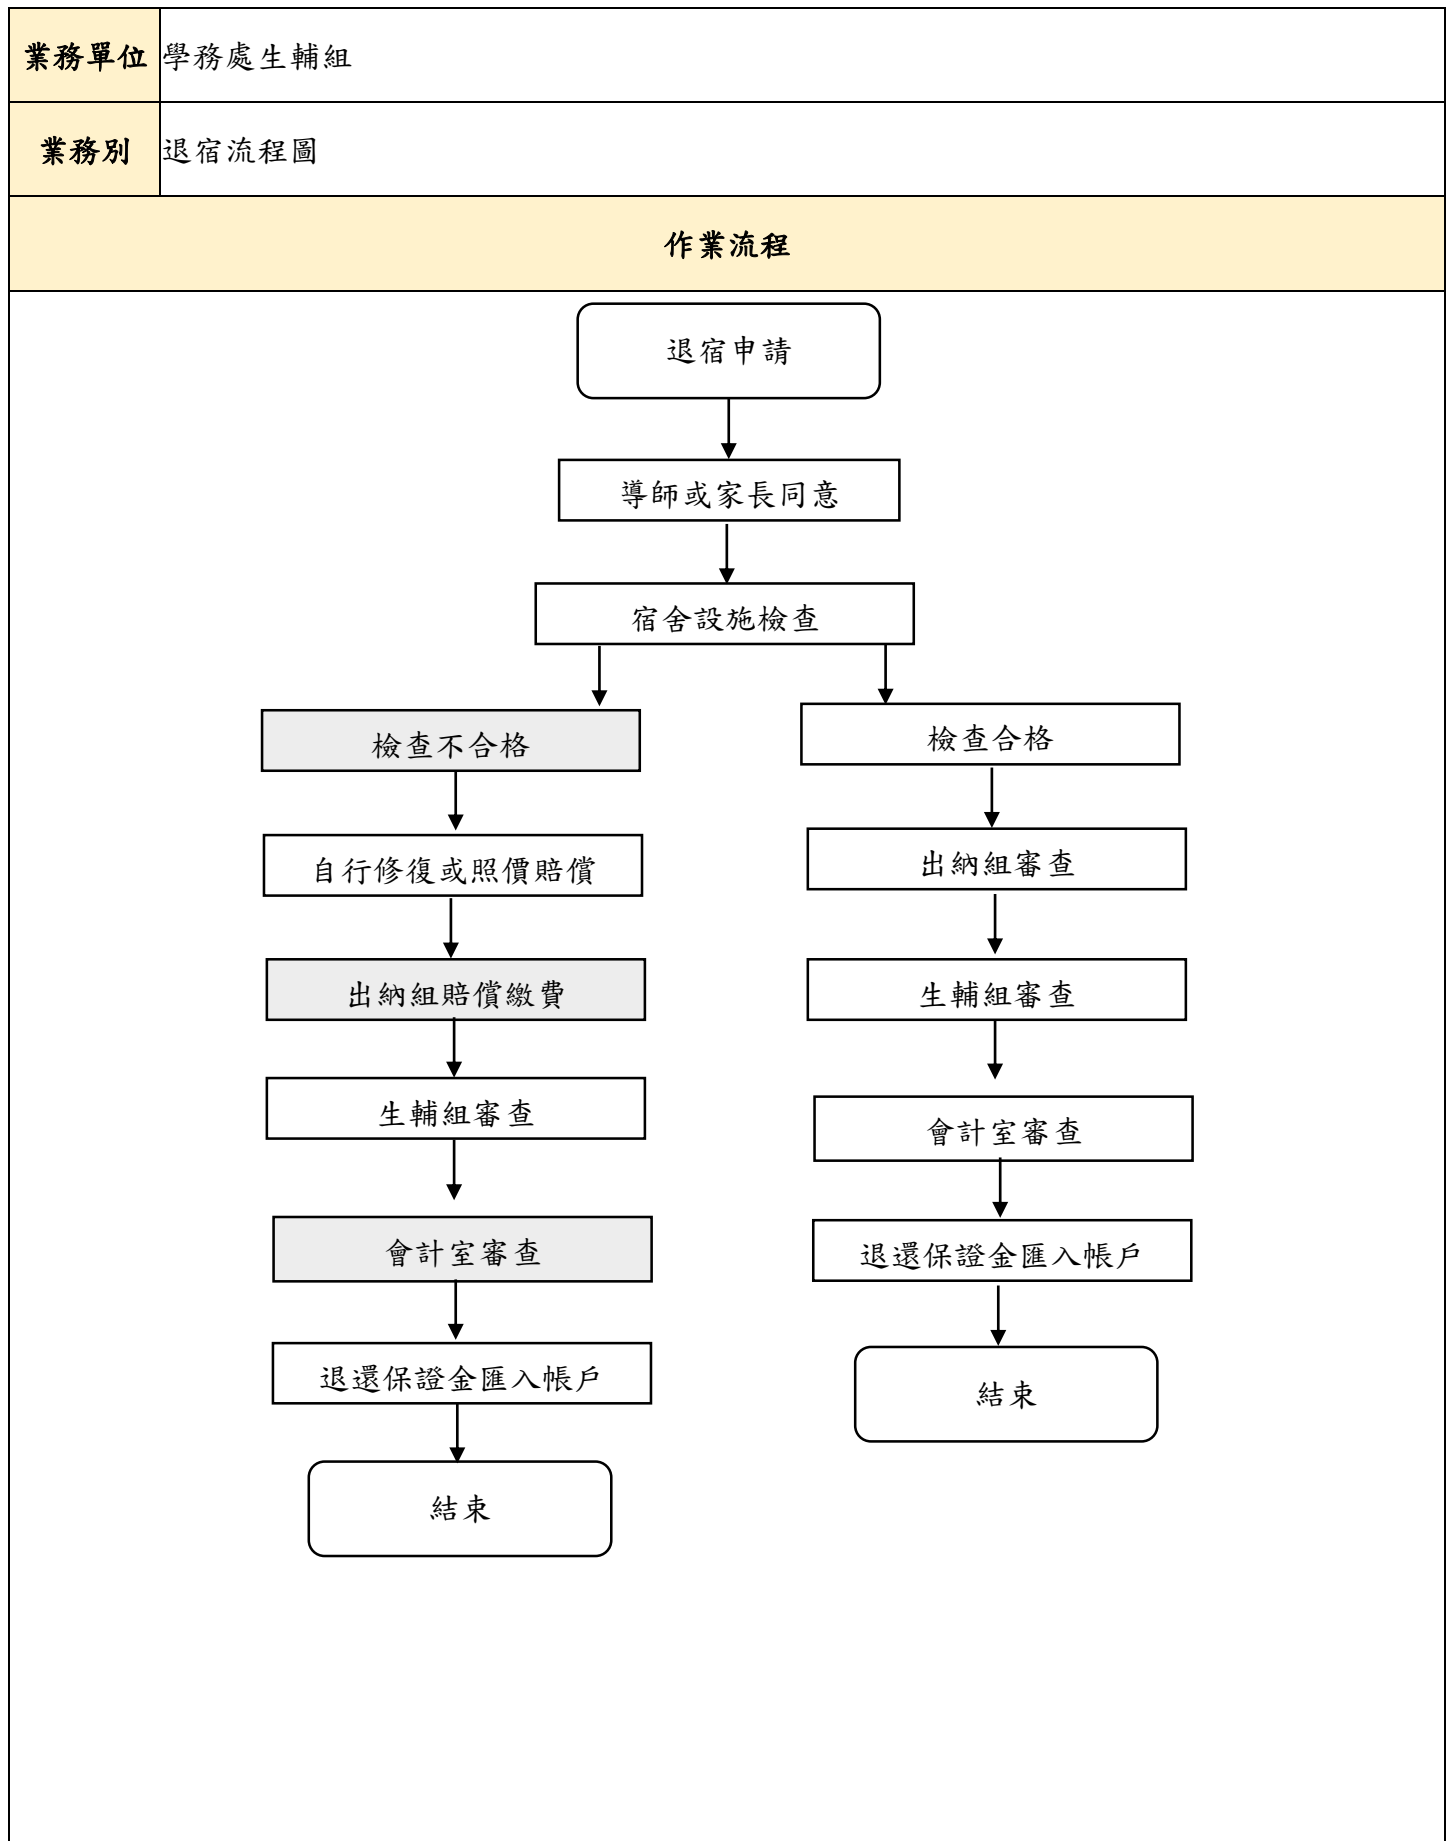 業務單位 學務處生輔組
業務別 退宿流程圖
作業流程
退宿申請
導師或家長同意
宿舍設施檢查
檢查不合格
自行修復或照價賠償
出納組賠償繳費
生輔組審查
會計室審查
退還保證金匯入帳戶
結束
檢查合格
出納組審查
生輔組審查
會計室審查
退還保證金匯入帳戶
結束